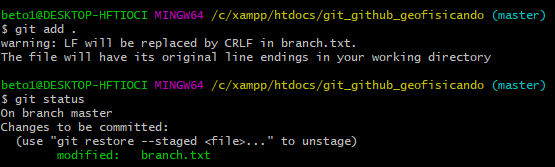 beto1@DESKTOP-HFTIOCI MINGW64 /c/xampp/htdocs/git_github_geofisicando (master)
$ git add .
warning: LF will be replaced by CRLF in branch.txt.
The file will have its original line endings in your working directory
beto1@DESKTOP-HFTIOCI MINGW64 /c/xampp/htdocs/git_github_geofisicando (master)
$ git status
On branch master
Changes to be committed:
(use "git restore --staged <file>..." to unstage)
modified: branch.txt